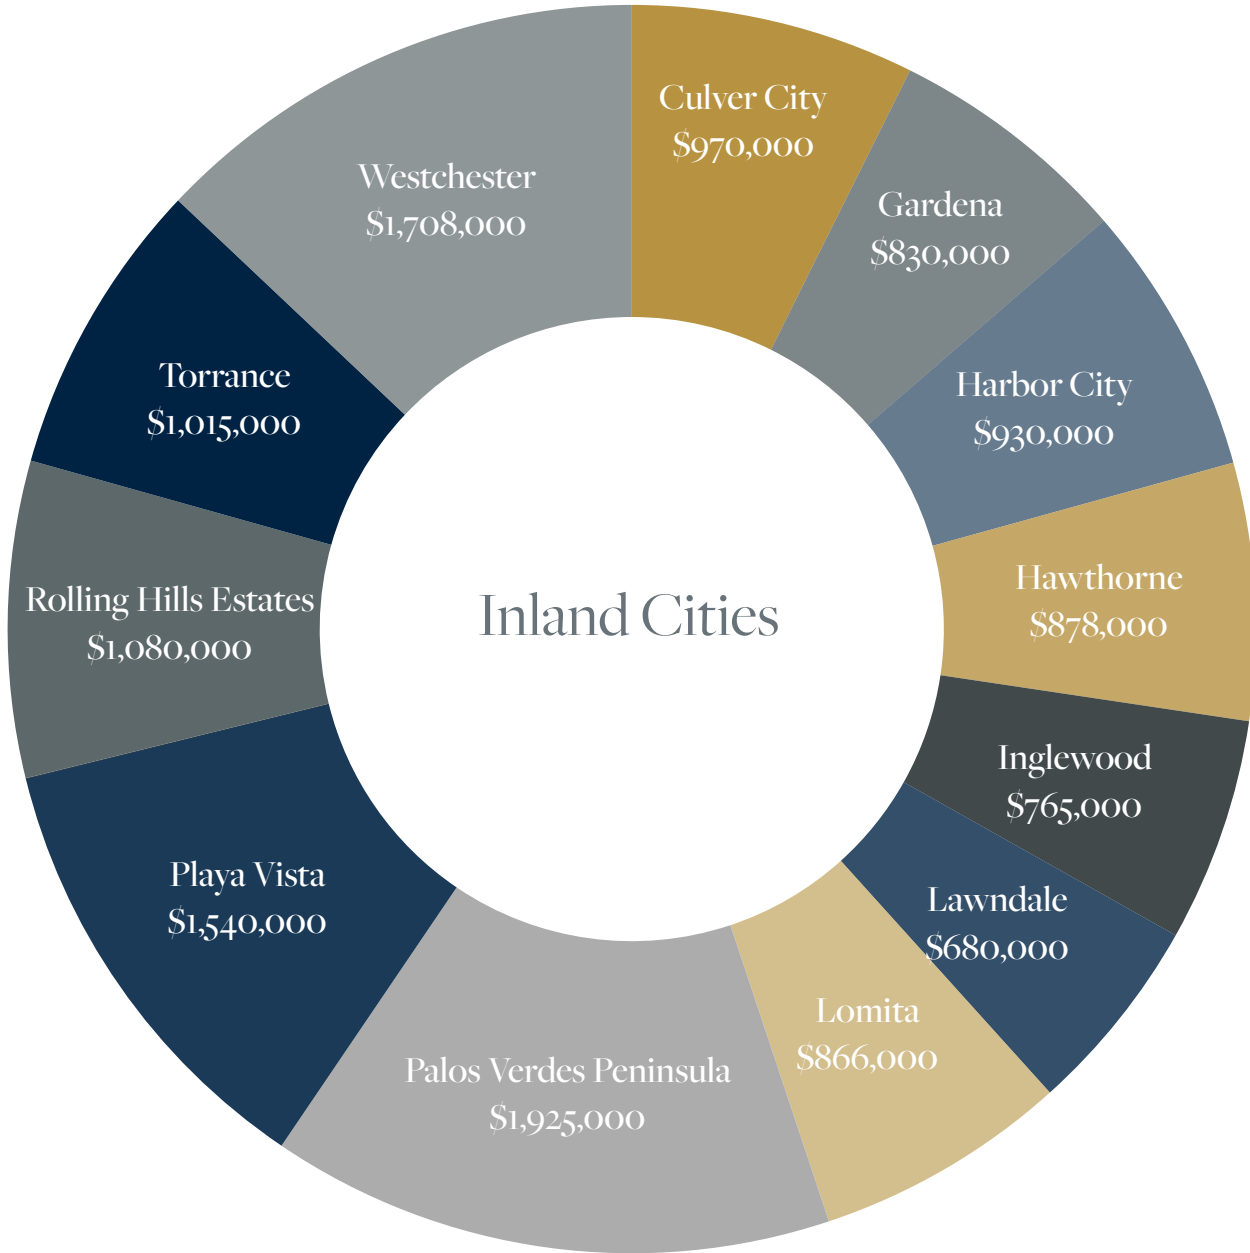 Culver City
$970,000
Gardena
$830,000
Harbor City
$930,000
Hawthorne
$878,000
Inglewood
$765,000
Lawndale
$680,000
Lomita
$866,000
Palos Verdes Peninsula
$1,925,000
Playa Vista
$1,540,000
Rolling Hills Estates
$1,080,000
Torrance
$1,015,000
Westchester
$1,708,000
Inland Cities